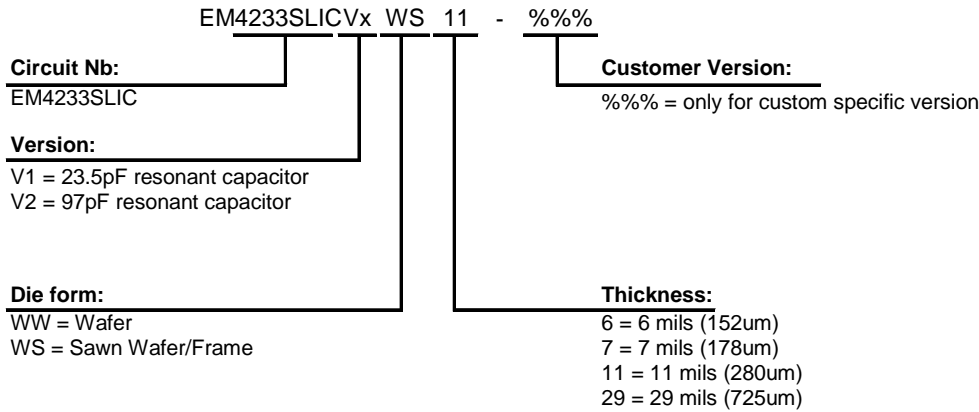 EM4233SLICVx WS 11 - %%%
Circuit Nb:
EM4233SLIC
Customer Version:
%%% = only for custom specific version
Version:
V1 = 23.5pF resonant capacitor
V2 = 97pF resonant capacitor
Die form:
WW = Wafer
WS = Sawn Wafer/Frame
Thickness:
6 = 6 mils (152um)
7 = 7 mils (178um)
11 = 11 mils (280um)
29 = 29 mils (725um)